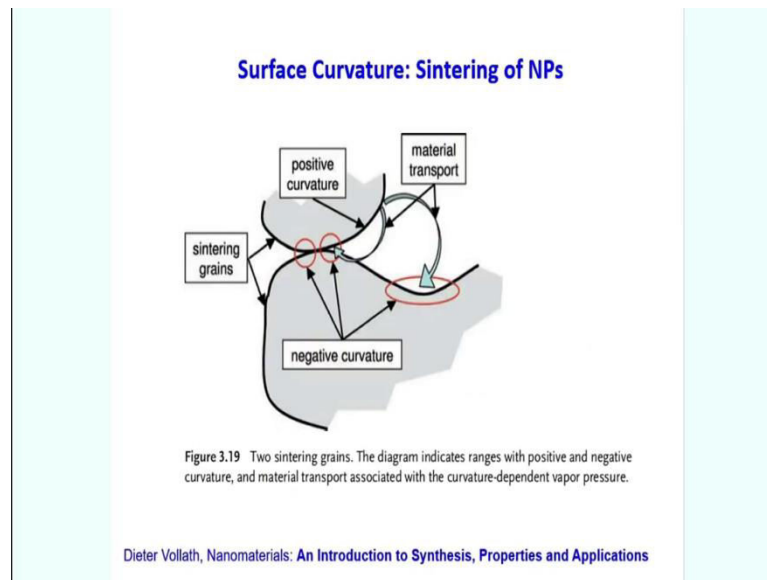 Surface Curvature: Sintering of NPs
positive
curvature
material
transport
sintering
grains
negative curvature
Figure 3.19 Two sintering grains. The diagram indicates ranges with positive and negative
curvature, and material transport associated with the curvature-dependent vapor pressure.
Dieter Vollath, Nanomaterials: An Introduction to Synthesis, Properties and Applications